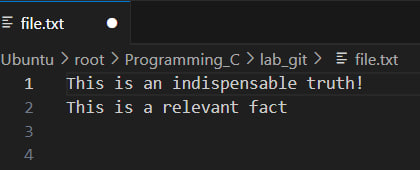 file.txt
Ubuntu > root > Programming_C > lab_git > file.txt
1 This is an indispensable truth!
2 This is a relevant fact
3
4